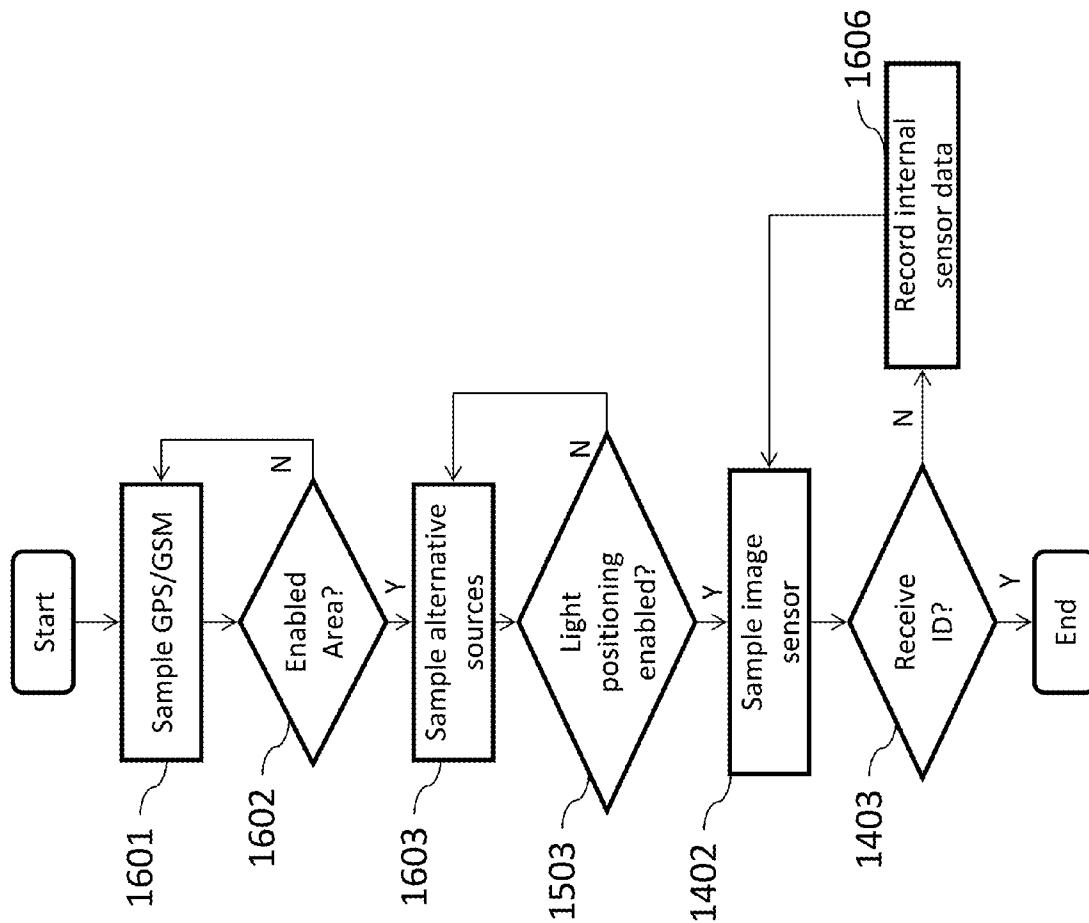 Start
1601
Sample GPS/GSM
1602
Enabled
Area?
N
Y
1603
Sample alternative
sources
1503
Light
positioning
enabled?
N
Y
1402
Sample image
sensor
1403
Receive
ID?
N
1606
Record internal
sensor data
Y
End